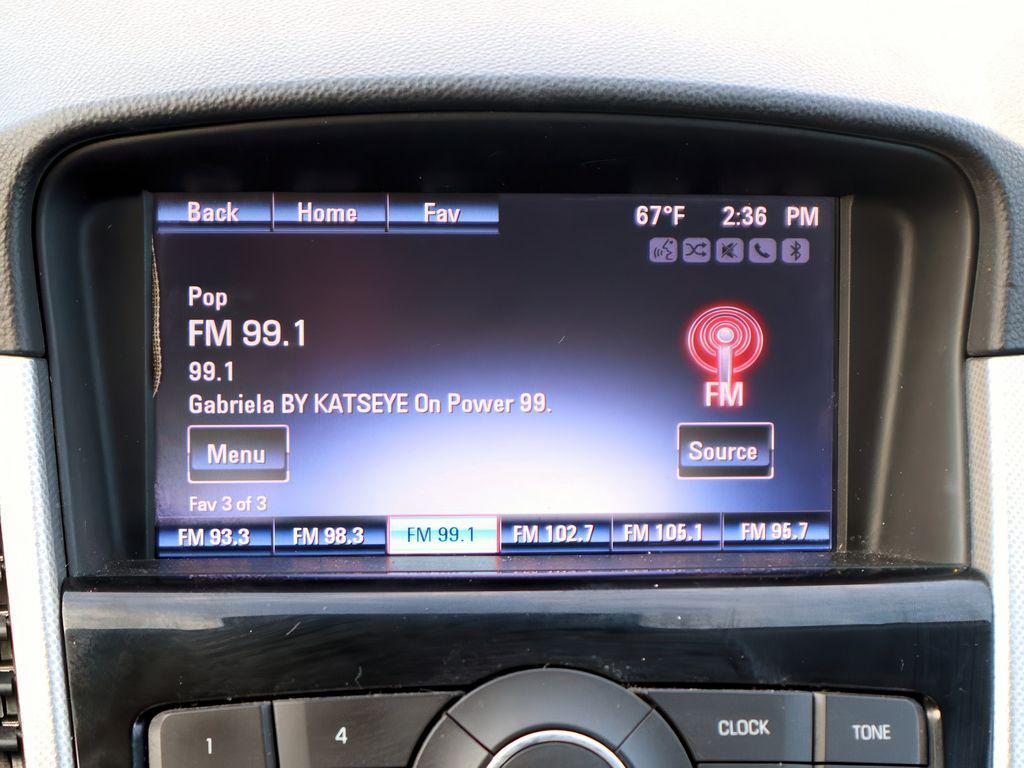 Back Home Fav 67°F 2:36 PM
Pop
FM 99.1
99.1
Gabriela BY KATSEYE On Power 99.
FM
Menu Source
Fav 3 of 3
FM 93.3 FM 98.3 FM 99.1 FM 102.7 FM 105.1 FM 95.7
1 4 CLOCK TONE